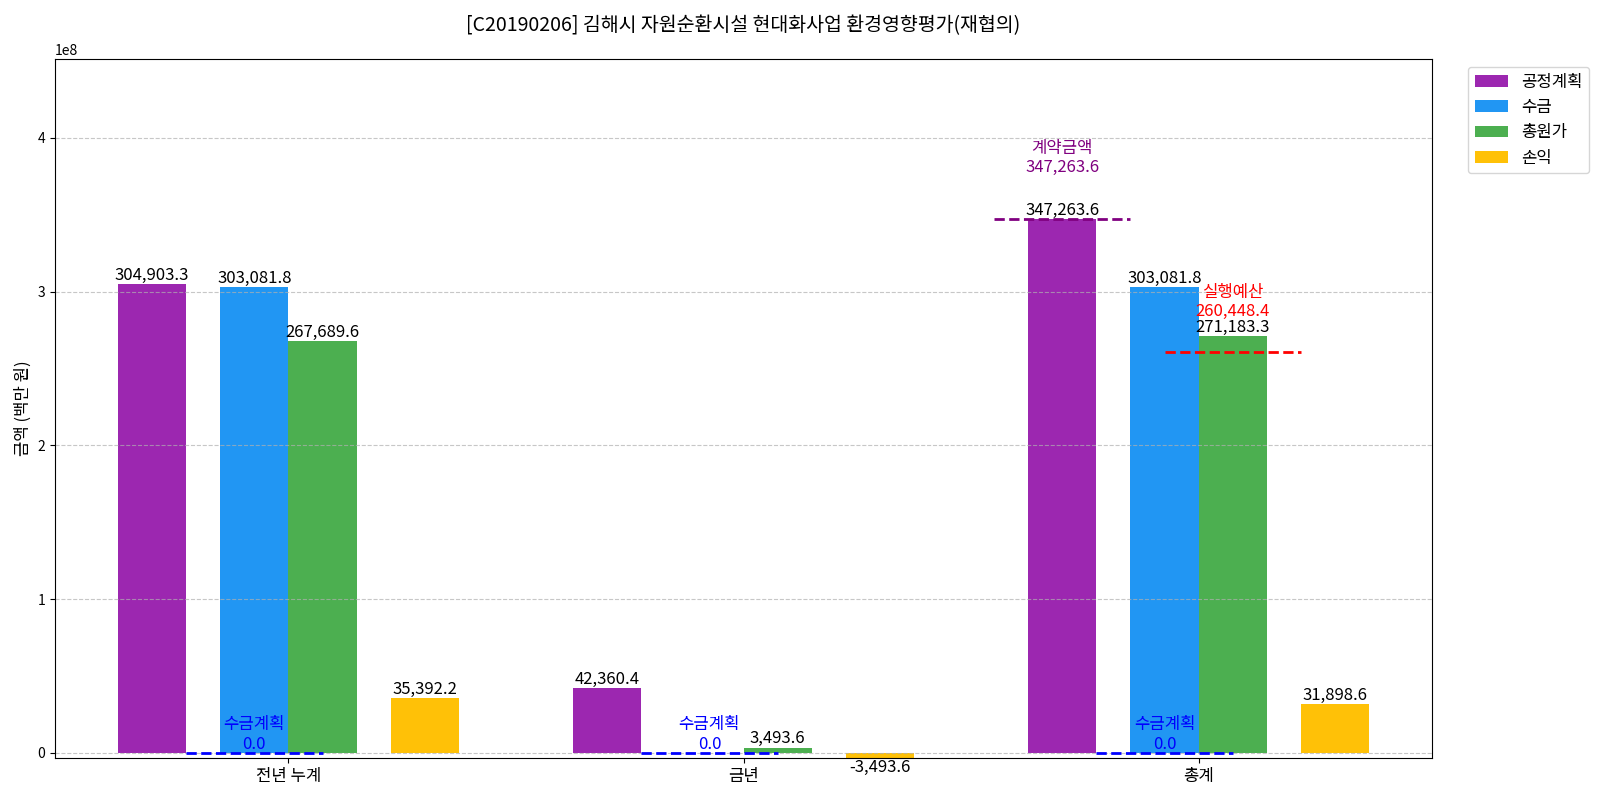 [C20190206] 김해시 자원순환시설 현대화사업 환경영향평가(재협의)
1e8
공정계획
수금
총원가
손익
금액 (백만 원)
4
3
2
1
0
계약금액
347,263.6
347,263.6
304,903.3
303,081.8
267,689.6
303,081.8
실행예산
260,448.4
271,183.3
35,392.2
42,360.4
31,898.6
수금계획
0.0
수금계획
0.0
3,493.6
-3,493.6
수금계획
0.0
전년 누계
금년
총계